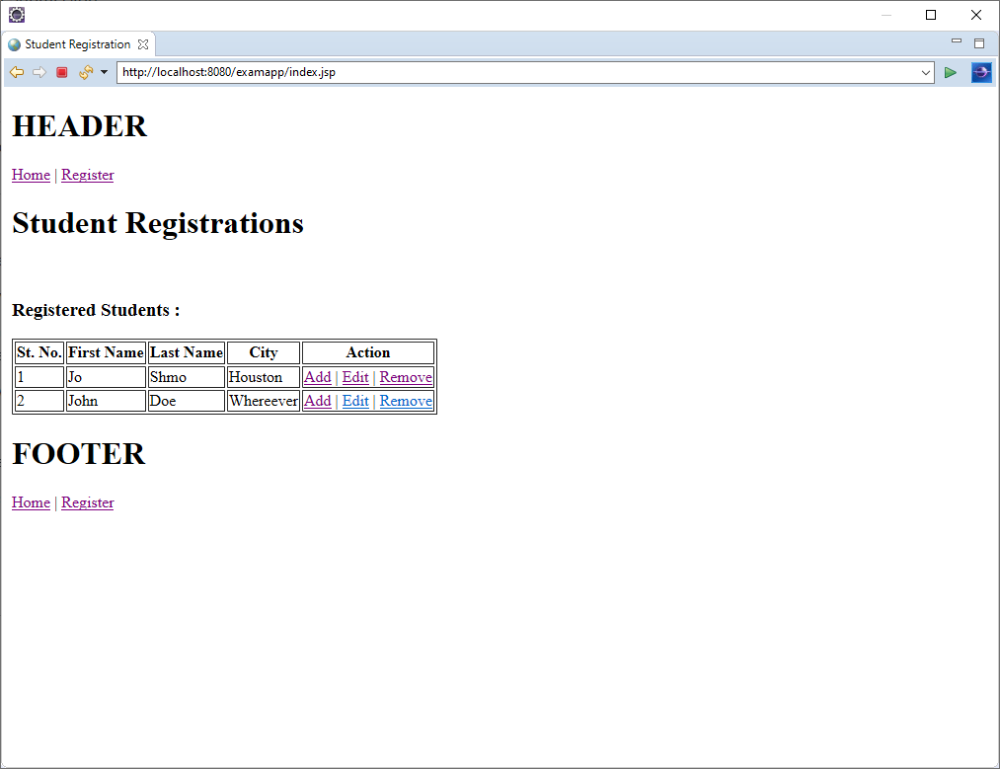 Student Registration
http://localhost:8080/examapp/index.jsp
HEADER
Home | Register
Student Registrations
Registered Students :
St. No. First Name Last Name City Action
1 Jo Shmo Houston Add | Edit | Remove
2 John Doe Whereever Add | Edit | Remove
FOOTER
Home | Register